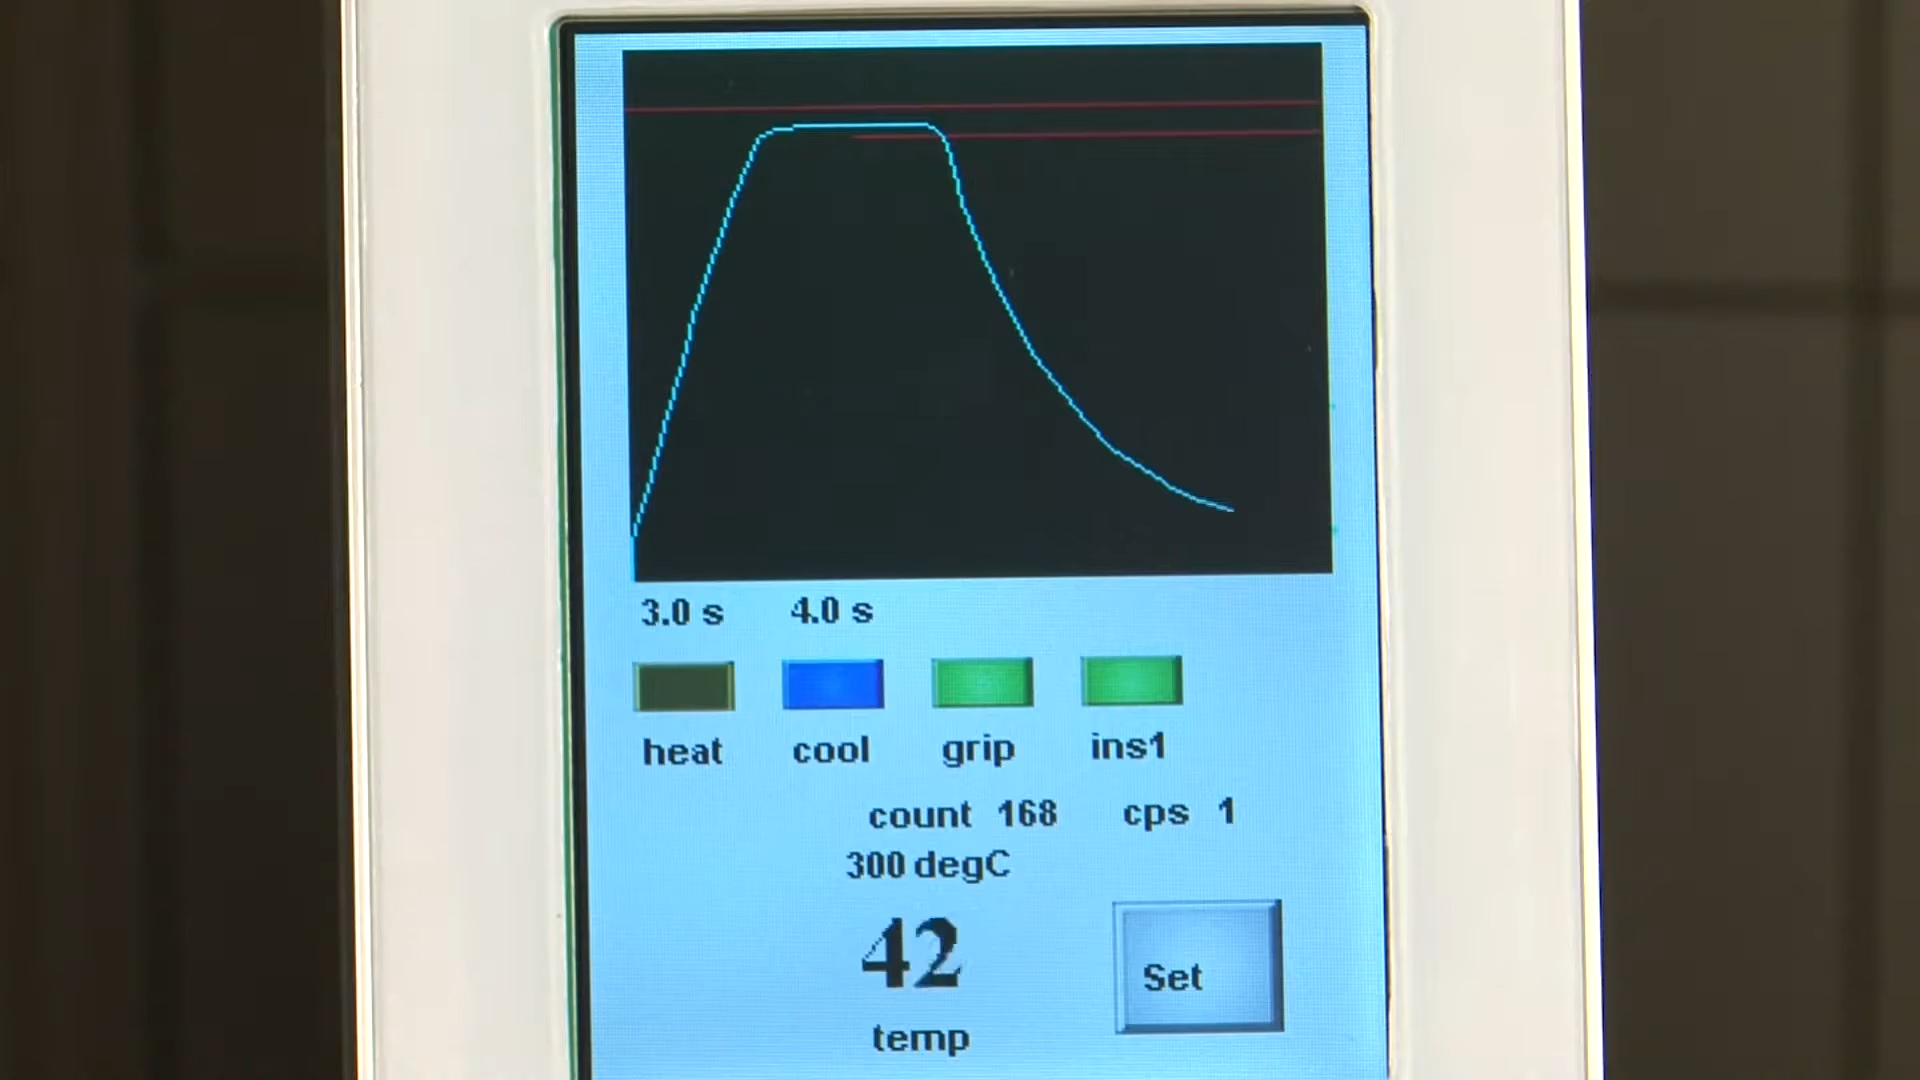 3.0 s 4.0 s
heat cool grip ins1
count 168 cps 1
300 degC
42
Set
temp